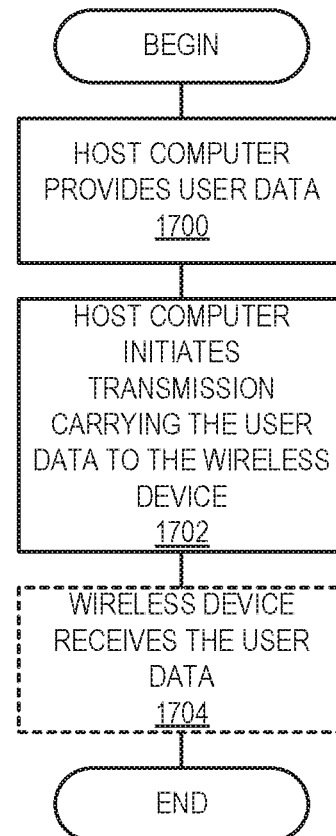 BEGIN
HOST COMPUTER
PROVIDES USER DATA
1700
HOST COMPUTER
INITIATES
TRANSMISSION
CARRYING THE USER
DATA TO THE WIRELESS
DEVICE
1702
WIRELESS DEVICE
RECEIVES THE USER
DATA
1704
END